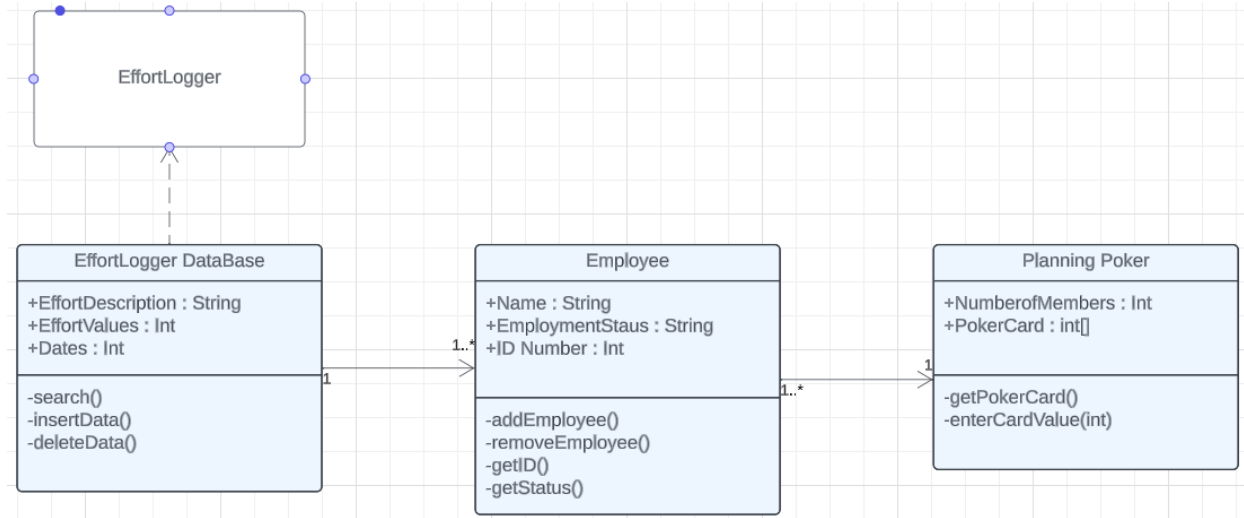 EffortLogger
EffortLogger DataBase
+EffortDescription : String
+EffortValues : Int
+Dates : Int
-search()
-insertData()
-deleteData()
1
1..*
Employee
+Name : String
+EmploymentStaus : String
+ID Number : Int
-addEmployee()
-removeEmployee()
-getID()
-getStatus()
1..*
1
Planning Poker
+NumberofMembers : Int
+PokerCard : int[]
-getPokerCard()
-enterCardValue(int)